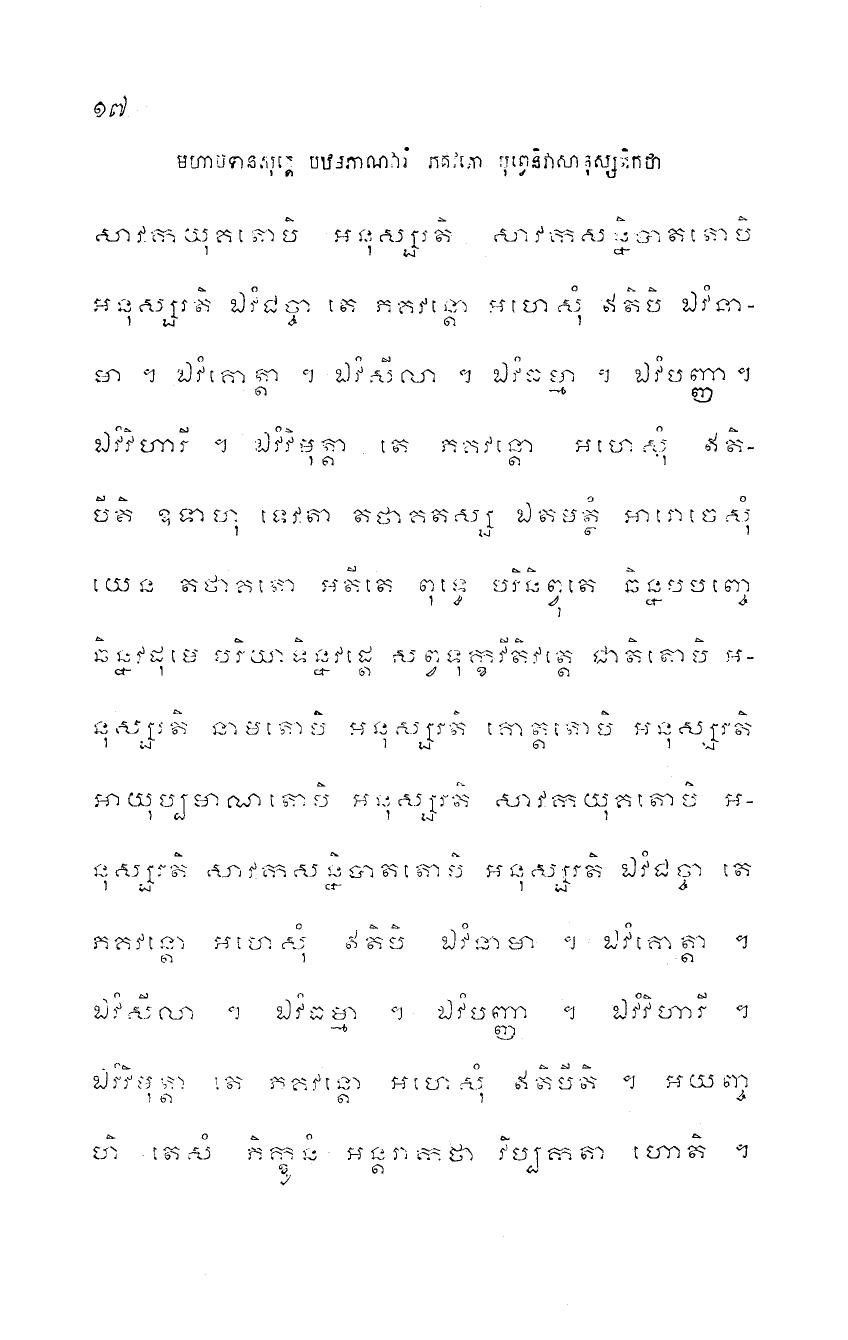 ១៧
មហាបទានសុត្តេ បឋមភាណវារំ ភគវតោ បុព្វេនិវាសានុស្សតិកថា
សាវកាយុគតោបិ អនុស្សរតិ សាវកាសន្និបាតតោបិ
អនុស្សរតិ ឯវំជច្ចា តេ ភគវន្តោ អហេសុំ ឥតិបិ ឯវំនា-
មា ។ ឯវំគោត្តា ។ ឯវំសីលា ។ ឯវំធម្មា ។ ឯវំបញ្ញា ។
ឯវំវិហារី ។ ឯវំវិមុត្តា តេ ភគវន្តោ អហេសុំ ឥតិ-
បីតិ ឧទាហុ ទេវតា តថាគតស្ស ឯតមត្ថំ អារោចេសុំ
យេន តថាគតោ អតីតេ ពុទ្ធេ បរិនិព្វុតេ ឆិន្នបបញ្ចេ
ឆិន្នវដុមេ បរិយាទិន្នវដ្តេ សព្វទុក្ខវីតិវត្តេ ជាតិតោបិ អ-
នុស្សរតិ នាមតោបិ អនុស្សរតិ គោត្តតោបិ អនុស្សរតិ
អាយុប្បមាណតោបិ អនុស្សរតិ សាវកាយុគតោបិ អ-
នុស្សរតិ សាវកាសន្និបាតតោបិ អនុស្សរតិ ឯវំជច្ចា តេ
ភគវន្តោ អហេសុំ ឥតិបិ ឯវំនាមា ។ ឯវំគោត្តា ។
ឯវំសីលា ។ ឯវំធម្មា ។ ឯវំបញ្ញា ។ ឯវំវិហារី ។
ឯវំវិមុត្តា តេ ភគវន្តោ អហេសុំ ឥតិបីតិ ។ អយញ្ច
ហិ តេសំ ភិក្ខូនំ អន្តរាកថា វិប្បកតា ហោតិ ។